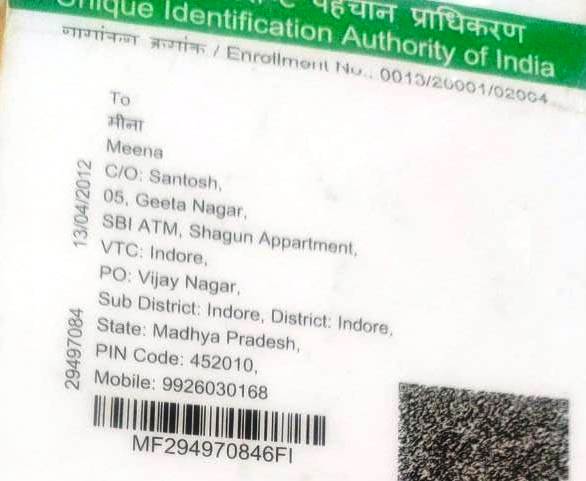 पहचान प्राधिकरण
Unique Identification Authority of India
नामांकन क्रमांक / Enrollment No.: 0013/20001/02004
To
मीना
Meena
C/O: Santosh,
05, Geeta Nagar,
SBI ATM, Shagun Appartment,
VTC: Indore,
PO: Vijay Nagar,
Sub District: Indore, District: Indore,
State: Madhya Pradesh,
PIN Code: 452010,
Mobile: 9926030168
29497084
13/04/2012
MF294970846FI